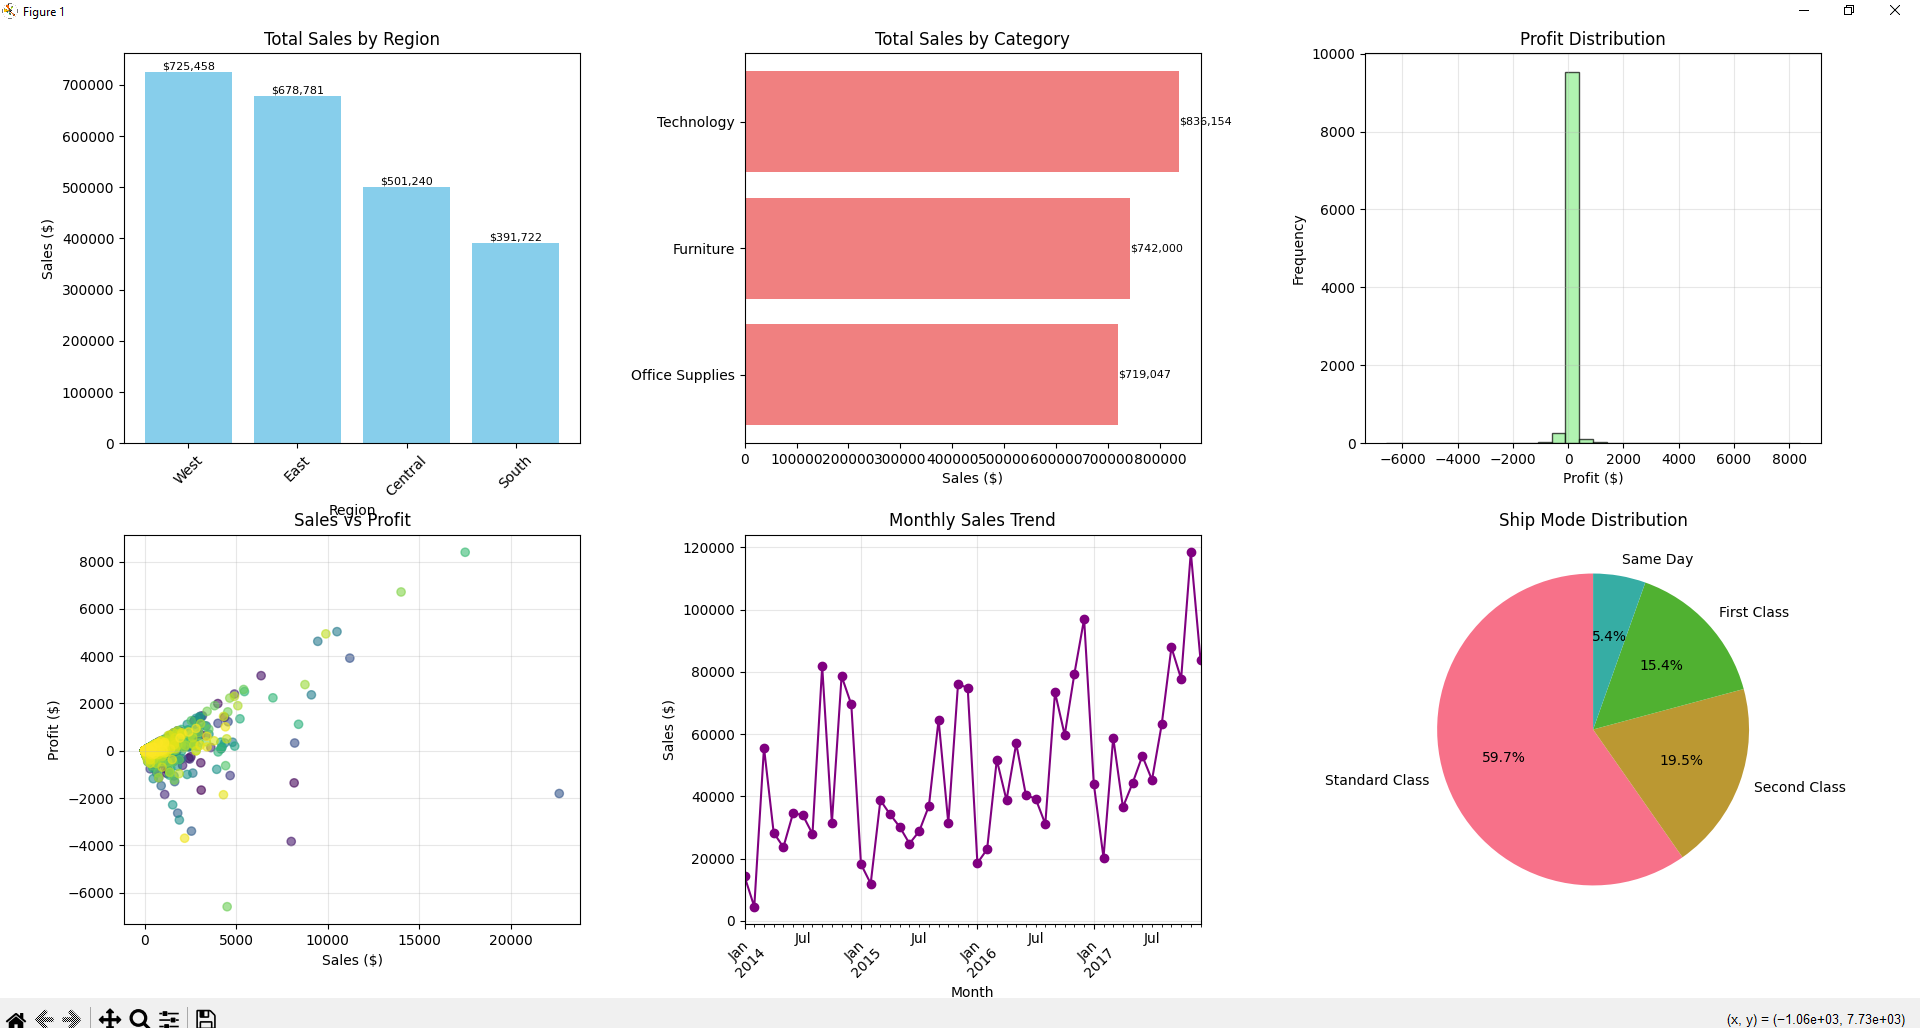 Figure 1
Total Sales by Region
$725,458
$678,781
$501,240
$391,722
700000
600000
500000
400000
300000
200000
100000
0
Sales ($)
West
East
Central
South
Region
Total Sales by Category
Technology
Furniture
Office Supplies
$836,154
$742,000
$719,047
0 100000 200000 300000 400000 500000 600000 700000 800000
Sales ($)
Profit Distribution
10000
8000
6000
4000
2000
0
Frequency
−6000 −4000 −2000 0 2000 4000 6000 8000
Profit ($)
Sales vs Profit
8000
6000
4000
2000
0
−2000
−4000
−6000
Profit ($)
0 5000 10000 15000 20000
Sales ($)
Monthly Sales Trend
120000
100000
80000
60000
40000
20000
0
Sales ($)
Jan
2014
Jul
Jan
2015
Jul
Jan
2016
Jul
Jan
2017
Jul
Month
Ship Mode Distribution
Same Day
First Class
Second Class
Standard Class
5.4%
15.4%
19.5%
59.7%
(x, y) = (−1.06e+03, 7.73e+03)